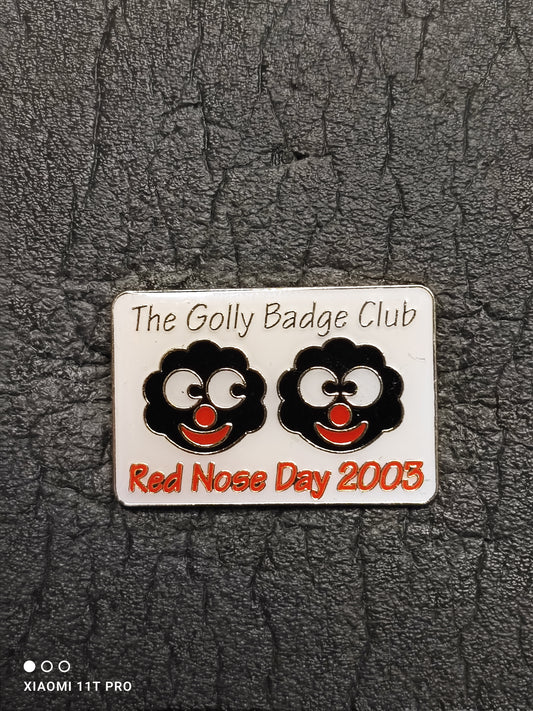 The Golly Badge Club
Red Nose Day 2003
XIAOMI 11T PRO